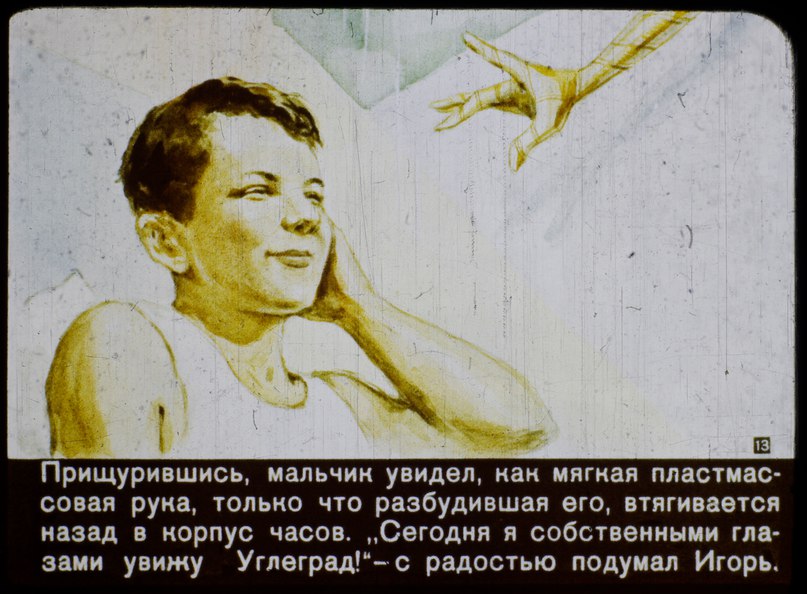 13
Прищурившись, мальчик увидел, как мягкая пластмас-
совая рука, только что разбудившая его, втягивается
назад в корпус часов. „Сегодня я собственными гла-
зами увижу Углеград!“ – с радостью подумал Игорь.